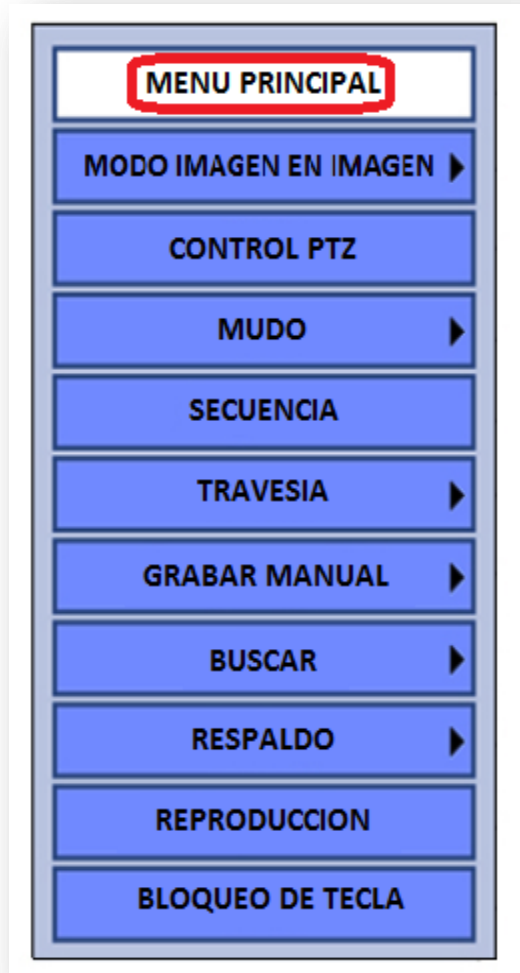 MENU PRINCIPAL
MODO IMAGEN EN IMAGEN
CONTROL PTZ
MUDO
SECUENCIA
TRAVESIA
GRABAR MANUAL
BUSCAR
RESPALDO
REPRODUCCION
BLOQUEO DE TECLA